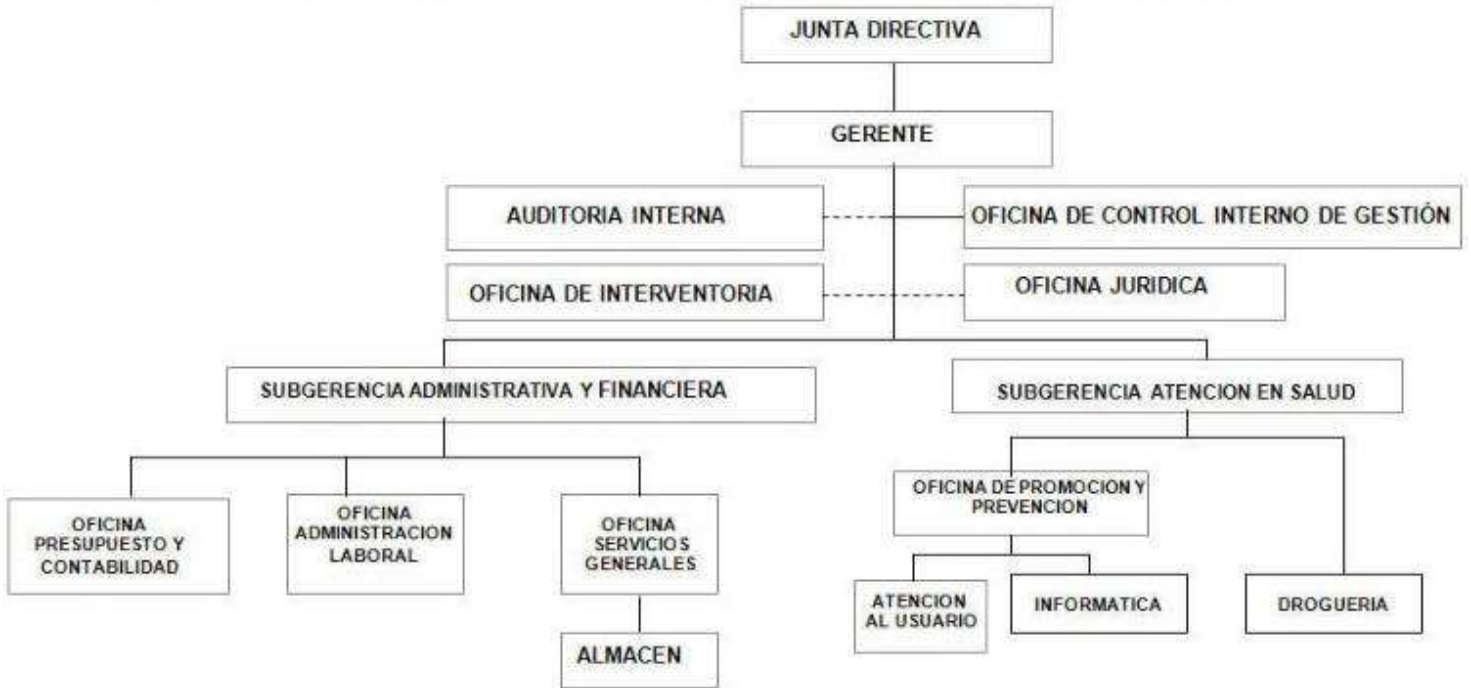 JUNTA DIRECTIVA
GERENTE
AUDITORIA INTERNA
OFICINA DE CONTROL INTERNO DE GESTIÓN
OFICINA DE INTERVENTORIA
OFICINA JURIDICA
SUBGERENCIA ADMINISTRATIVA Y FINANCIERA
SUBGERENCIA ATENCION EN SALUD
OFICINA
PRESUPUESTO Y
CONTABILIDAD
OFICINA
ADMINISTRACION
LABORAL
OFICINA
SERVICIOS
GENERALES
ALMACEN
OFICINA DE PROMOCION Y
PREVENCION
ATENCION
AL USUARIO
INFORMATICA
DROGUERIA